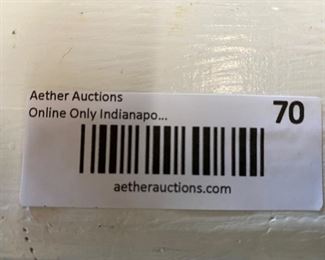 Aether Auctions
Online Only Indianapo...
70
aetherauctions.com